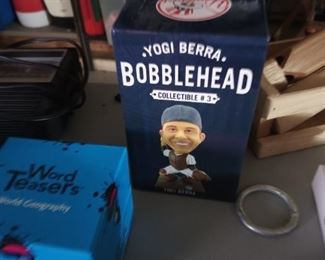 YOGI BERRA
BOBBLEHEAD
COLLECTIBLE #3
YOGI BERRA
Word
Teasers
World Geography